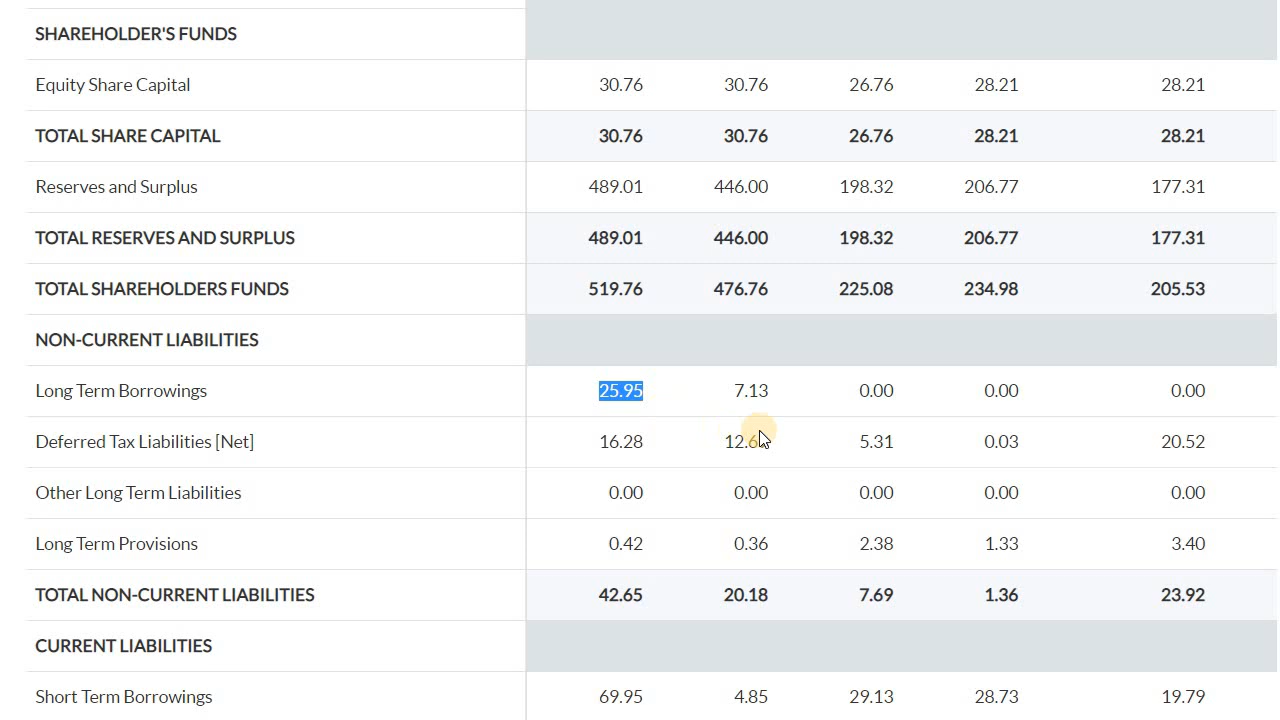 SHAREHOLDER'S FUNDS
Equity Share Capital 30.76 30.76 26.76 28.21 28.21
TOTAL SHARE CAPITAL 30.76 30.76 26.76 28.21 28.21
Reserves and Surplus 489.01 446.00 198.32 206.77 177.31
TOTAL RESERVES AND SURPLUS 489.01 446.00 198.32 206.77 177.31
TOTAL SHAREHOLDERS FUNDS 519.76 476.76 225.08 234.98 205.53
NON-CURRENT LIABILITIES
Long Term Borrowings 25.95 7.13 0.00 0.00 0.00
Deferred Tax Liabilities [Net] 16.28 5.31 0.03 20.52
Other Long Term Liabilities 0.00 0.00 0.00 0.00 0.00
Long Term Provisions 0.42 0.36 2.38 1.33 3.40
TOTAL NON-CURRENT LIABILITIES 42.65 20.18 7.69 1.36 23.92
CURRENT LIABILITIES
Short Term Borrowings 69.95 4.85 29.13 28.73 19.79